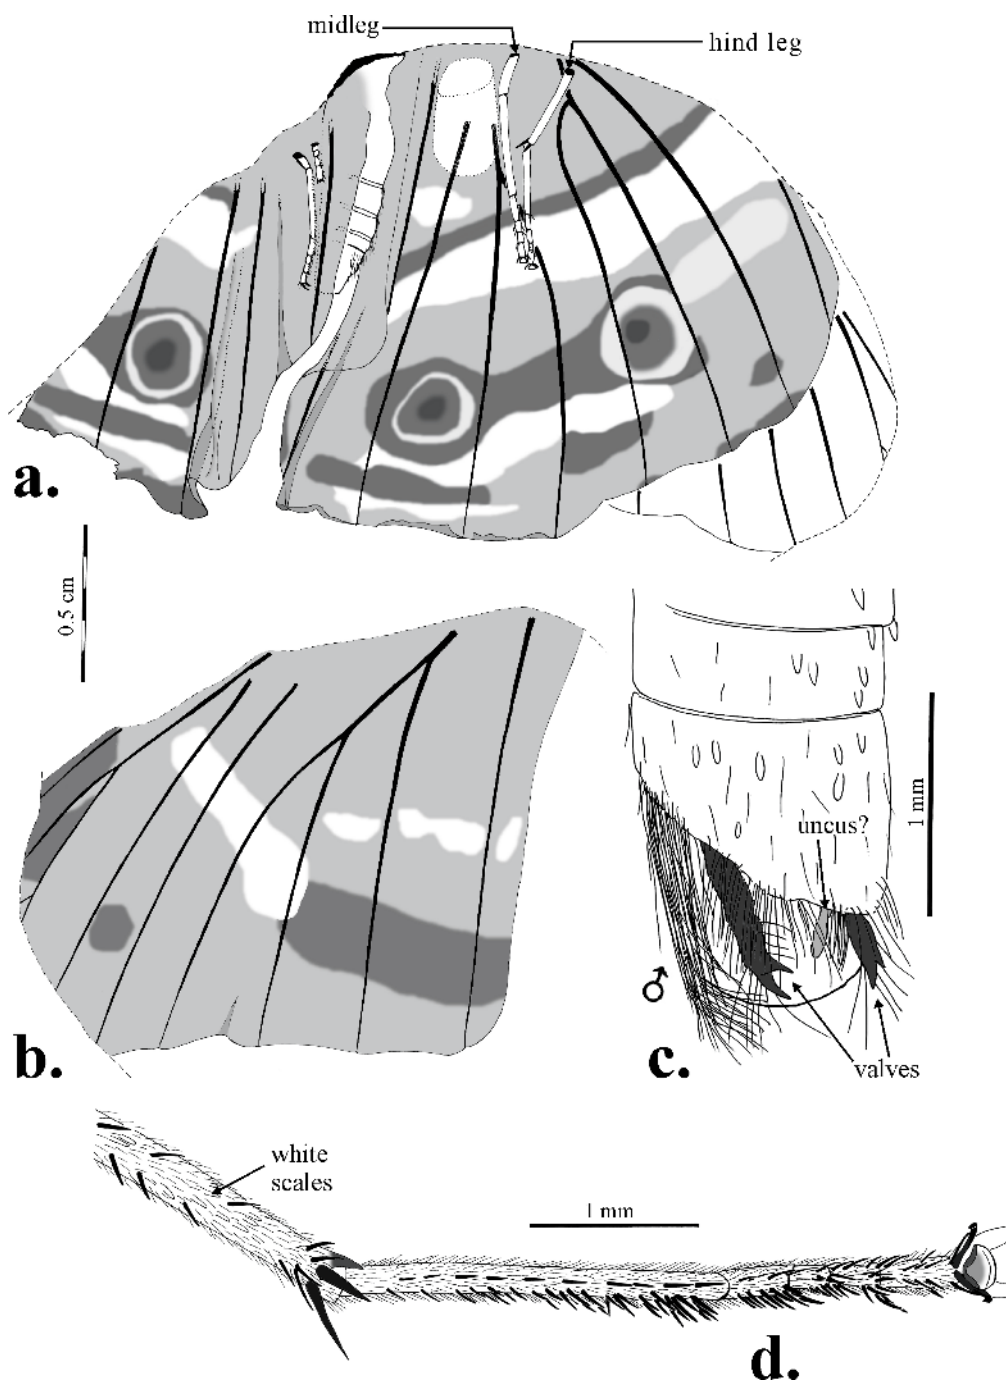 midleg
hind leg
a.
0.5 cm
uncus?
1 mm
♂
b.
c.
valves
white
scales
1 mm
d.